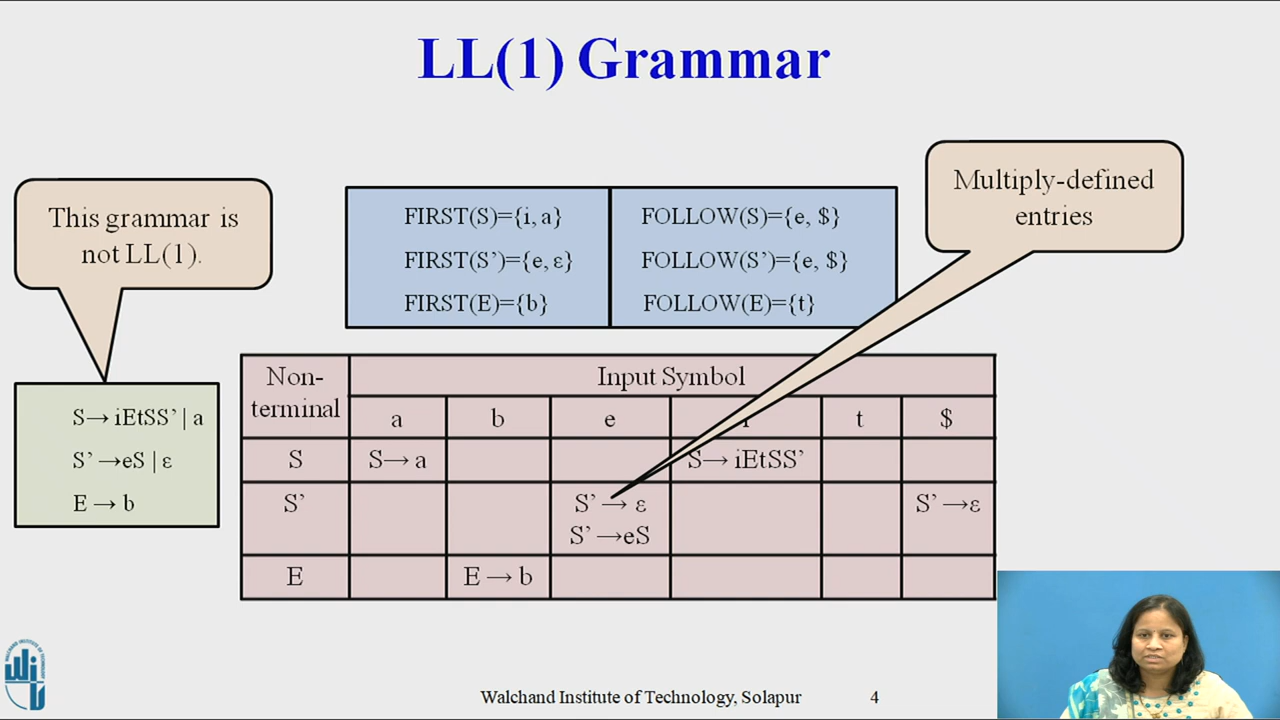 LL(1) Grammar
This grammar is
not LL(1).
Multiply-defined
entries
FIRST(S)={i, a}
FIRST(S’)={e, ε}
FIRST(E)={b}
FOLLOW(S)={e, $}
FOLLOW(S’)={e, $}
FOLLOW(E)={t}
S→ iEtSS’ | a
S’ →eS | ε
E → b
Non-
terminal
Input Symbol
a b e i t $
S S→ a S→ iEtSS’
S’ S’ → ε S’ →ε
S’ →eS
E E → b
Walchand Institute of Technology, Solapur 4